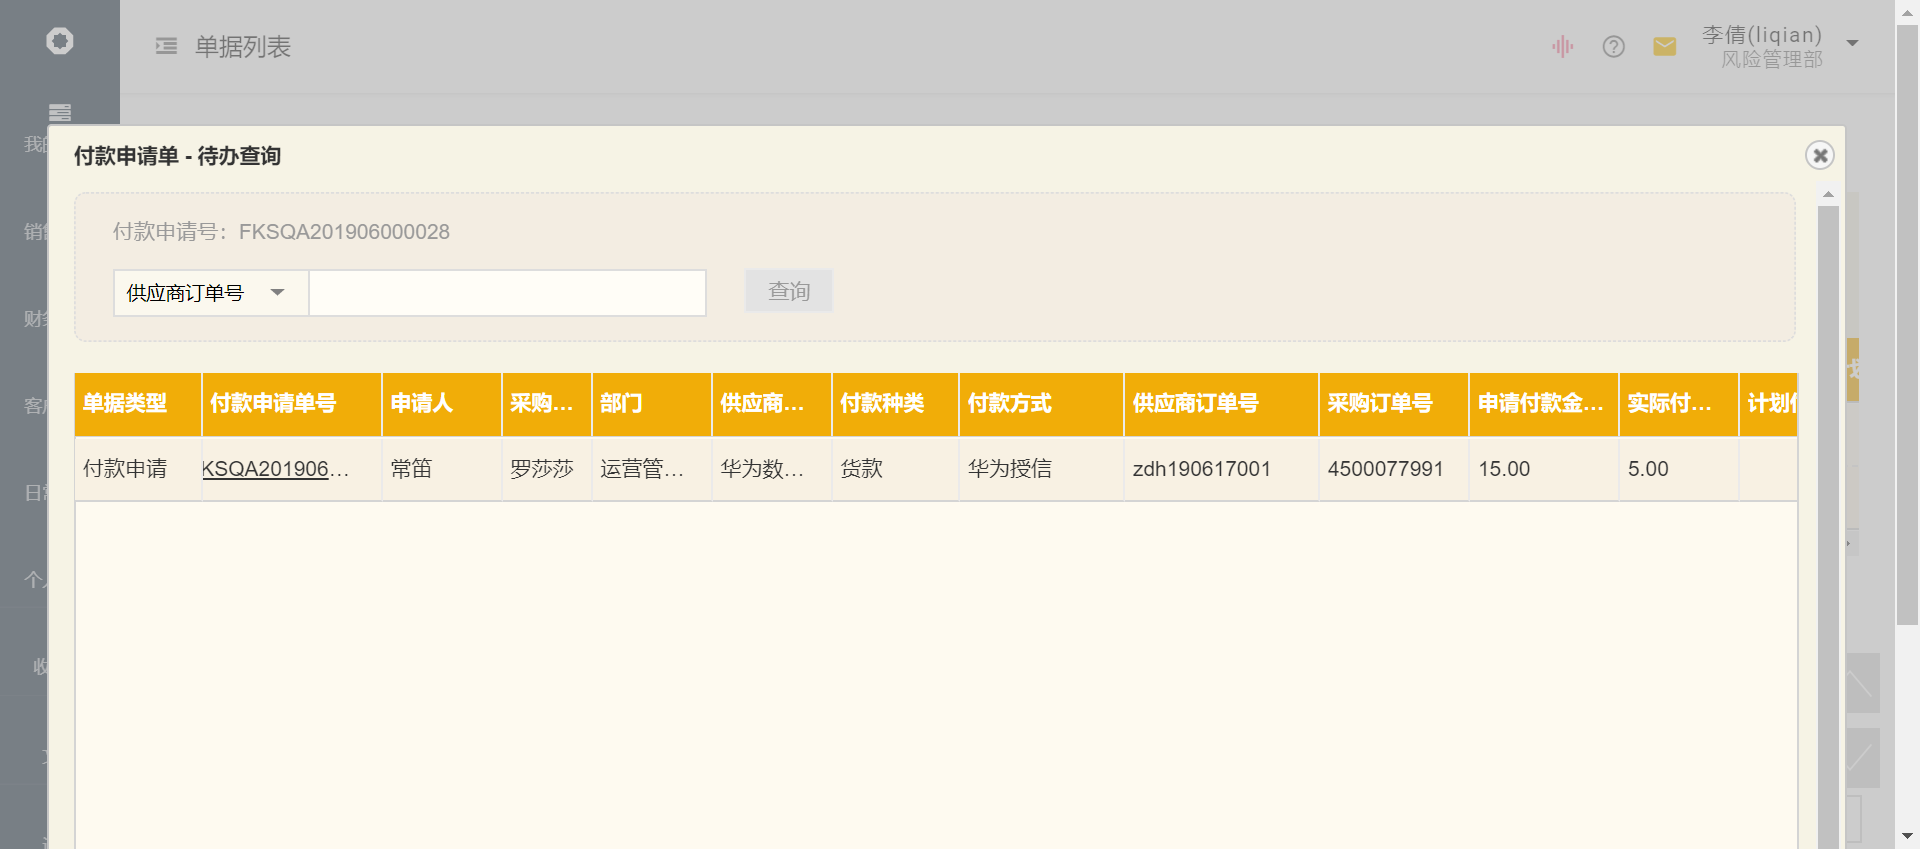 单据列表
李倩(liqian)
风险管理部
付款申请单 - 待办查询
付款申请号：FKSQA201906000028
供应商订单号
查询
单据类型 付款申请单号 申请人 采购... 部门 供应商... 付款种类 付款方式 供应商订单号 采购订单号 申请付款金... 实际付... 计划
付款申请 KSQA201906... 常笛 罗莎莎 运营管... 华为数... 货款 华为授信 zdh190617001 4500077991 15.00 5.00
我
销
财
客
日
个
收